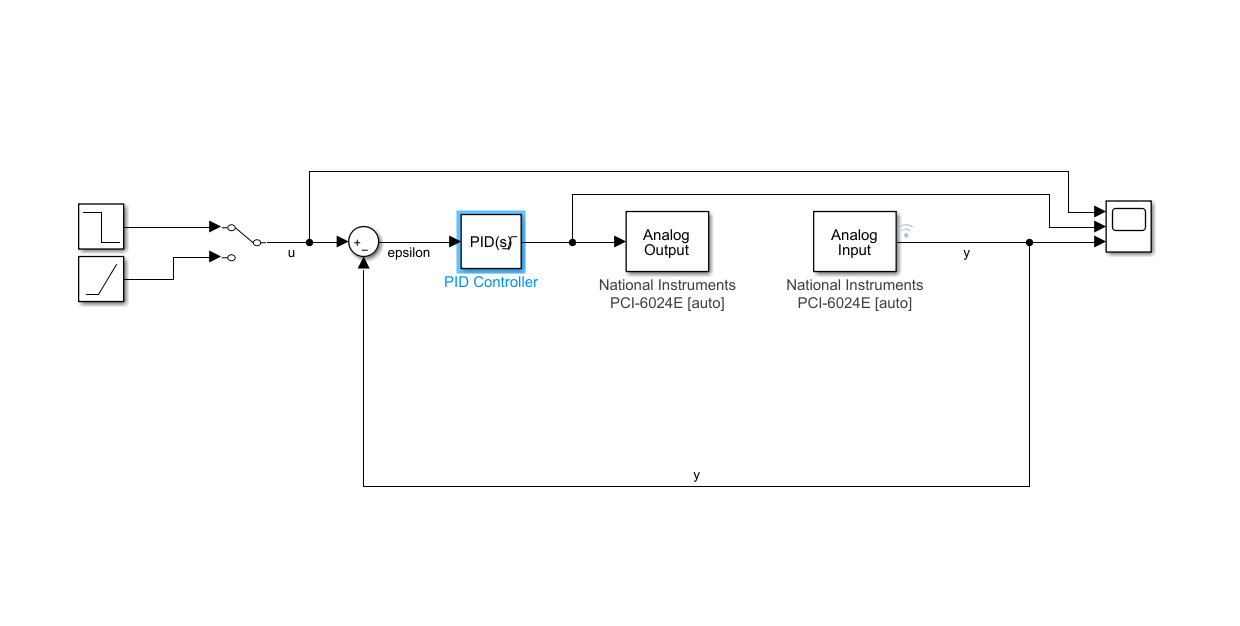 u
+
−
epsilon
PID(s)
PID Controller
Analog
Output
National Instruments
PCI-6024E [auto]
Analog
Input
National Instruments
PCI-6024E [auto]
y
y